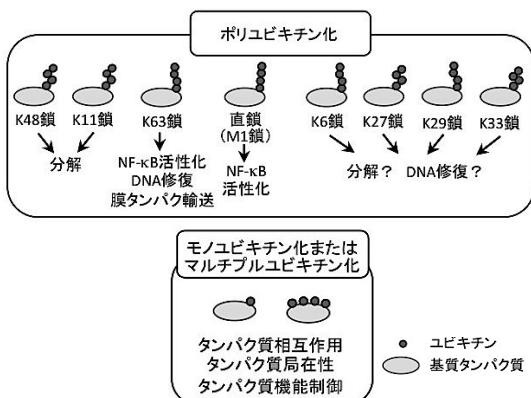 ポリユビキチン化
K48鎖 K11鎖 K63鎖 直鎖 K6鎖 K27鎖 K29鎖 K33鎖
(M1鎖)
分解 NF-κB活性化 NF-κB 分解？ DNA修復？
DNA修復 活性化
膜タンパク輸送
モノユビキチン化または
マルチプルユビキチン化
タンパク質相互作用
タンパク質局在性
タンパク質機能制御
ユビキチン
基質タンパク質